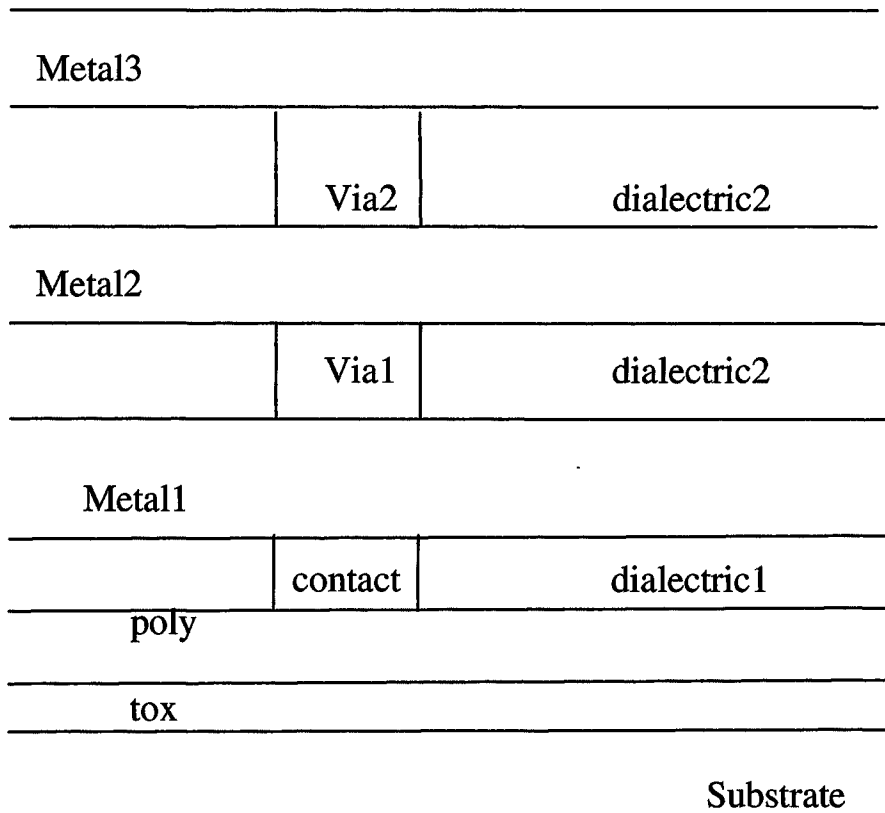 Metal3
Via2 dialectric2
Metal2
Via1 dialectric2
Metal1
contact dialectric1
poly
tox
Substrate